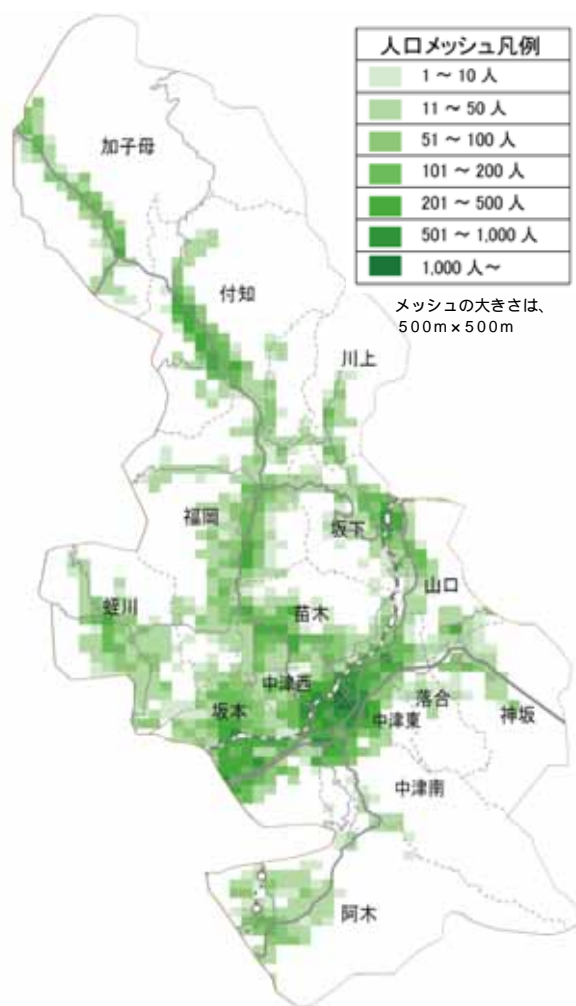 人口メッシュ凡例
1 ～ 10 人
11 ～ 50 人
51 ～ 100 人
101 ～ 200 人
201 ～ 500 人
501 ～ 1,000 人
1,000 人～
メッシュの大きさは、
500m×500m
加子母
付知
川上
福岡
坂下
山口
蛭川
苗木
中津西
坂本
落合
中津東
神坂
中津南
阿木